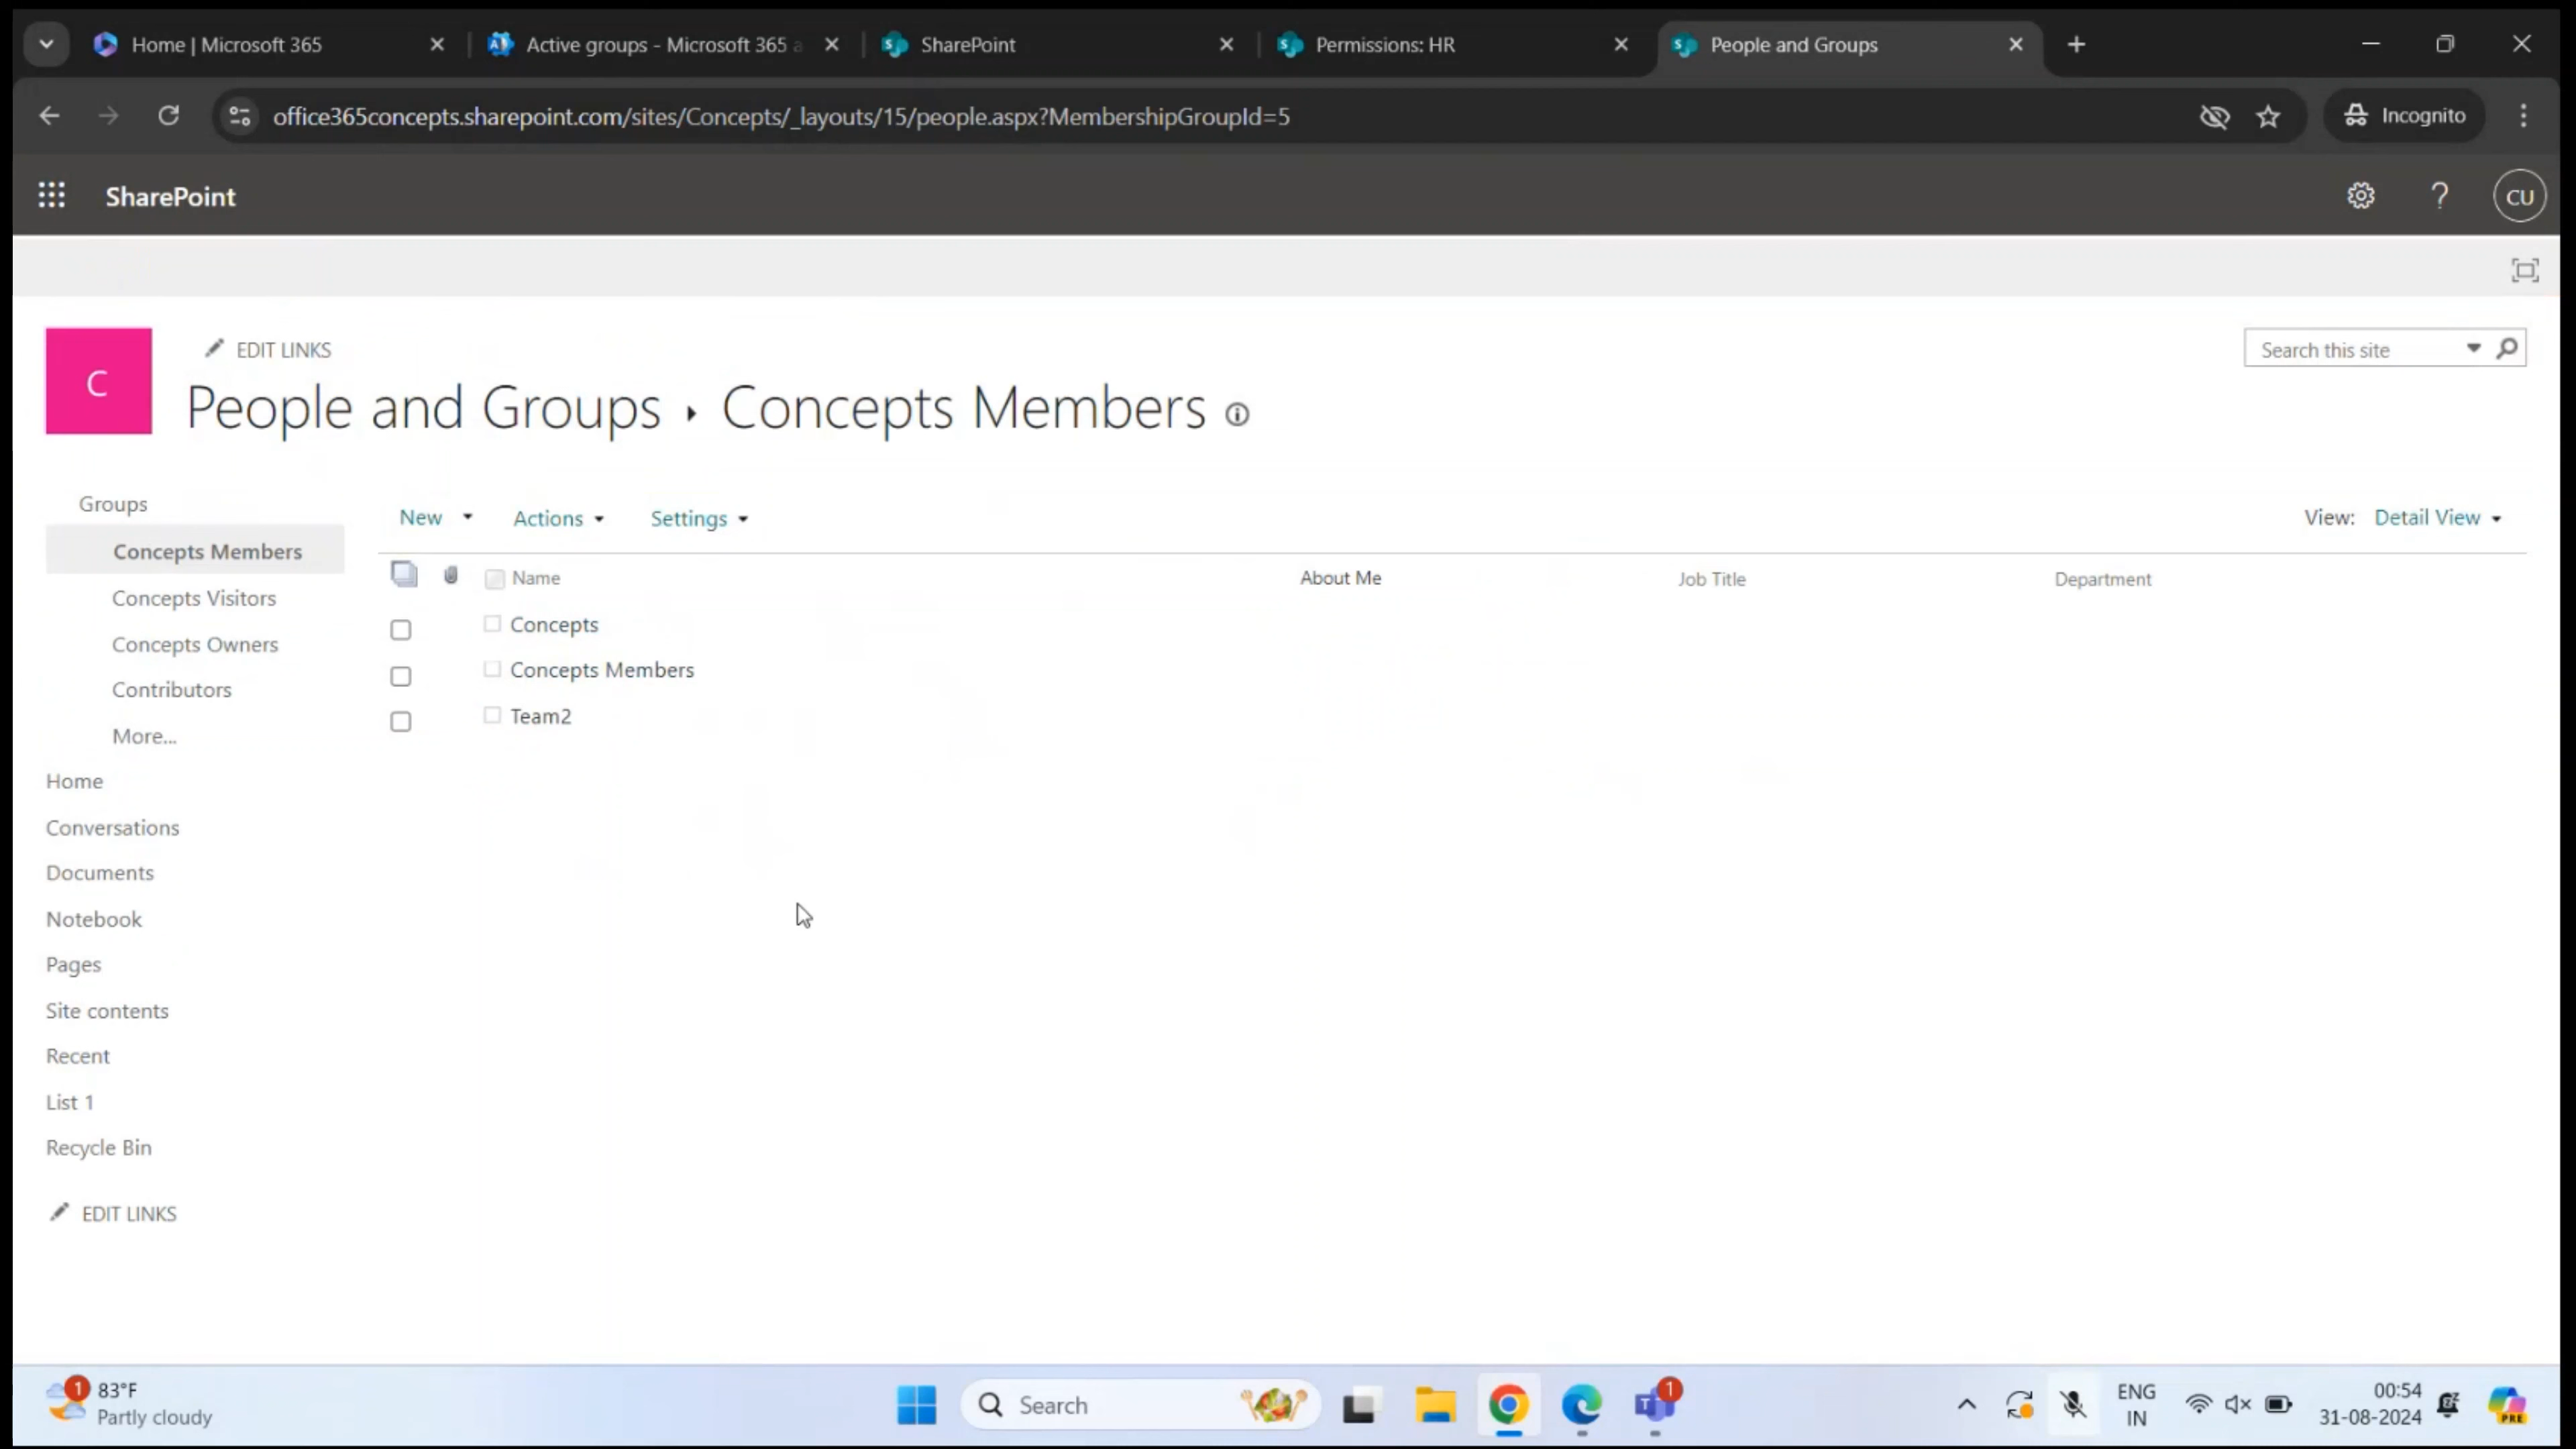 Home | Microsoft 365
Active groups - Microsoft 365 a
SharePoint
Permissions: HR
People and Groups
office365concepts.sharepoint.com/sites/Concepts/_layouts/15/people.aspx?MembershipGroupId=5
Incognito
SharePoint
?
CU
C
EDIT LINKS
Search this site
People and Groups
Concepts Members
Groups
New
Actions
Settings
View: Detail View
Concepts Members
Name
About Me
Job Title
Department
Concepts Visitors
Concepts
Concepts Owners
Concepts Members
Contributors
Team2
More...
Home
Conversations
Documents
Notebook
Pages
Site contents
Recent
List 1
Recycle Bin
EDIT LINKS
1
83°F
Partly cloudy
Search
1
ENG
IN
00:54
31-08-2024
PRE